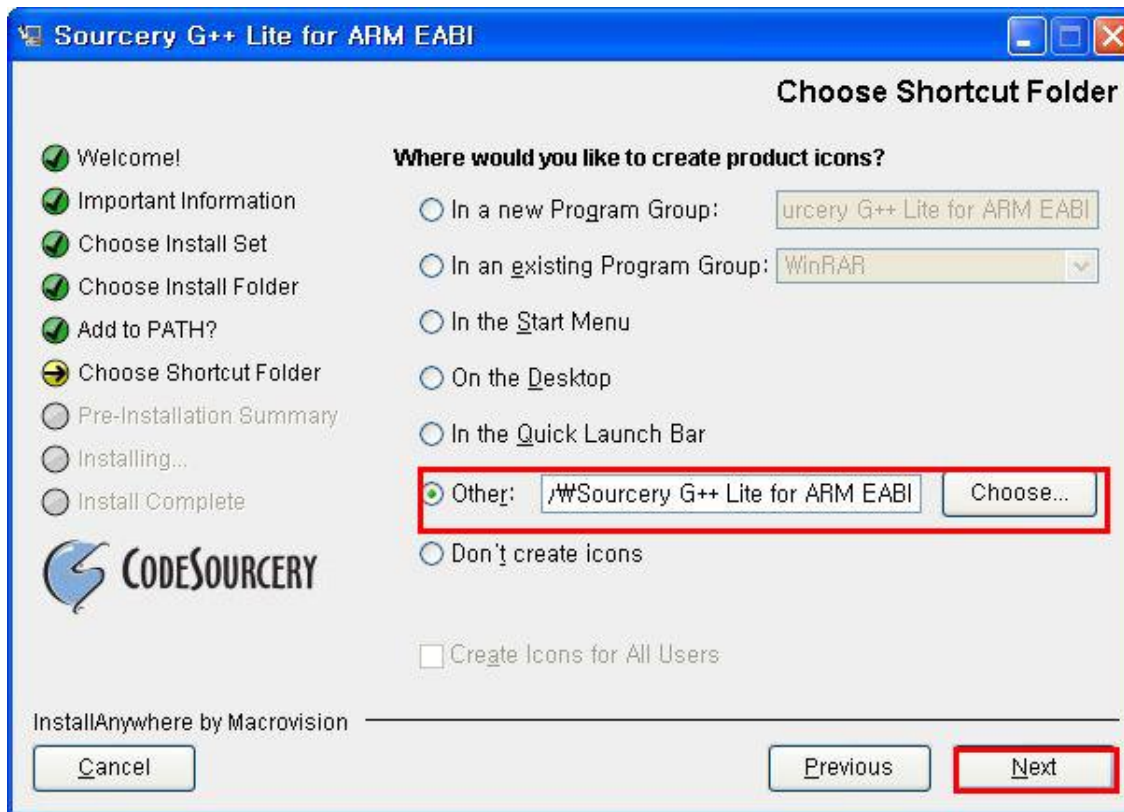 Sourcery G++ Lite for ARM EABI
Choose Shortcut Folder
Welcome!
Important Information
Choose Install Set
Choose Install Folder
Add to PATH?
Choose Shortcut Folder
Pre-Installation Summary
Installing...
Install Complete
CODESOURCERY
Where would you like to create product icons?
In a new Program Group: urcery G++ Lite for ARM EABI
In an existing Program Group: WinRAR
In the Start Menu
On the Desktop
In the Quick Launch Bar
Other: /₩Sourcery G++ Lite for ARM EABI Choose...
Don't create icons
Create Icons for All Users
InstallAnywhere by Macrovision
Cancel Previous Next